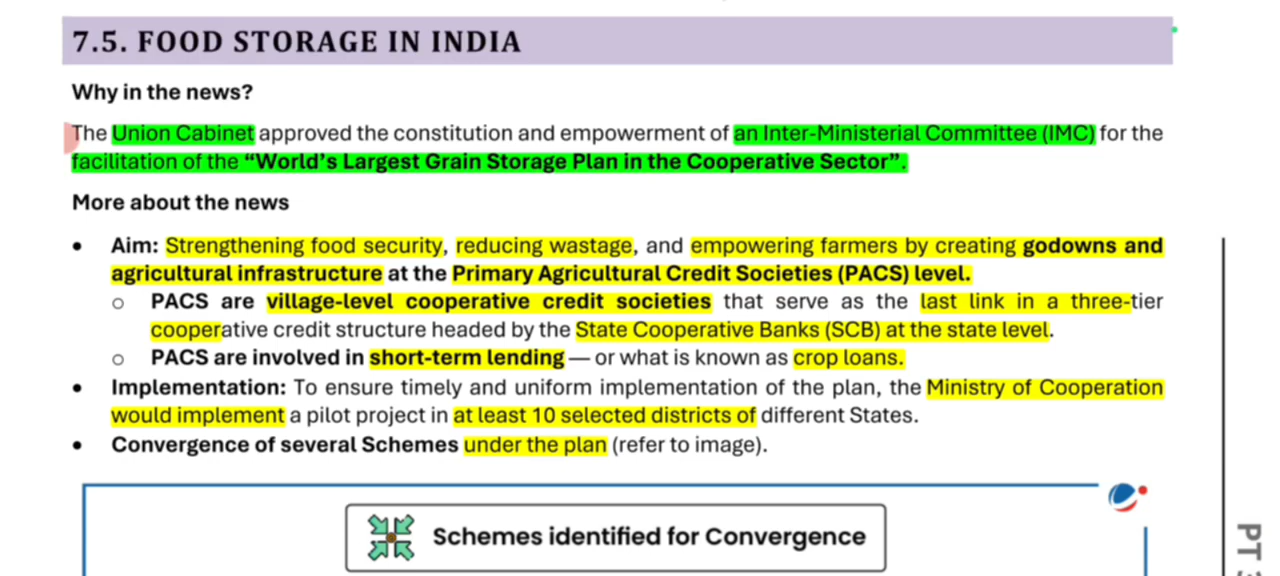 7.5. FOOD STORAGE IN INDIA
Why in the news?
The Union Cabinet approved the constitution and empowerment of an Inter-Ministerial Committee (IMC) for the
facilitation of the “World’s Largest Grain Storage Plan in the Cooperative Sector”.
More about the news
• Aim: Strengthening food security, reducing wastage, and empowering farmers by creating godowns and
agricultural infrastructure at the Primary Agricultural Credit Societies (PACS) level.
o PACS are village-level cooperative credit societies that serve as the last link in a three-tier
cooperative credit structure headed by the State Cooperative Banks (SCB) at the state level.
o PACS are involved in short-term lending — or what is known as crop loans.
• Implementation: To ensure timely and uniform implementation of the plan, the Ministry of Cooperation
would implement a pilot project in at least 10 selected districts of different States.
• Convergence of several Schemes under the plan (refer to image).
Schemes identified for Convergence
PT